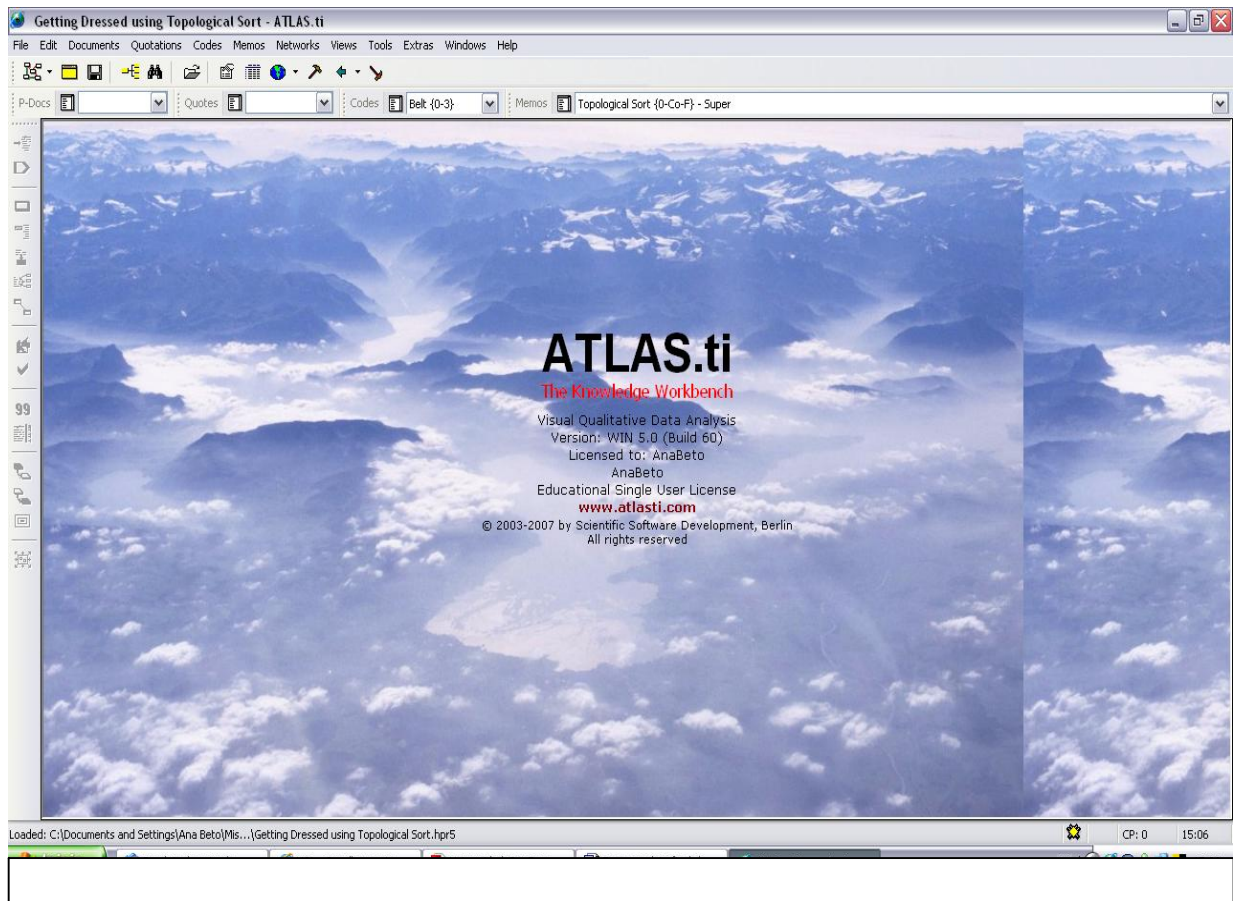 Getting Dressed using Topological Sort - ATLAS.ti
File Edit Documents Quotations Codes Memos Networks Views Tools Extras Windows Help
P-Docs Quotes Codes Belt {0-3} Memos Topological Sort {0-Co-F} - Super
99
ATLAS.ti
The Knowledge Workbench
Visual Qualitative Data Analysis
Version: WIN 5.0 (Build 60)
Licensed to: AnaBeto
AnaBeto
Educational Single User License
www.atlasti.com
© 2003-2007 by Scientific Software Development, Berlin
All rights reserved
Loaded: C:\Documents and Settings\Ana Beto\Mis...\Getting Dressed using Topological Sort.hpr5 CP: 0 15:06